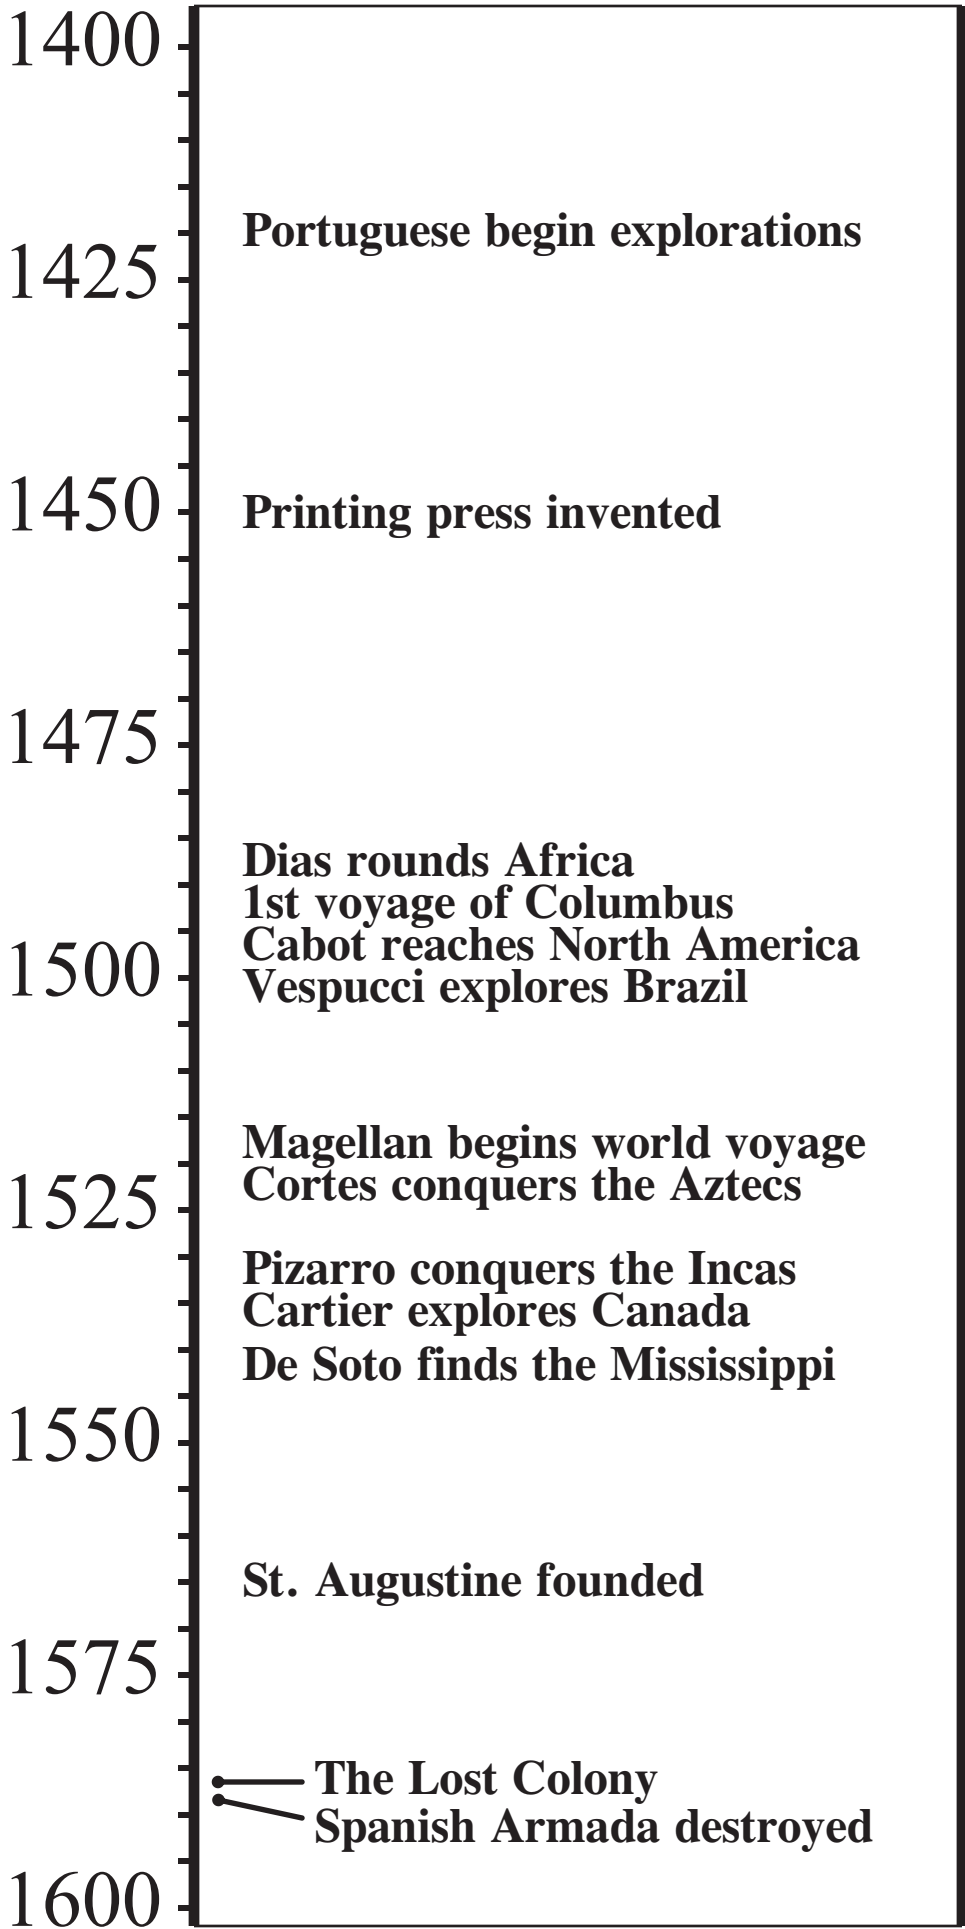 1400
Portuguese begin explorations
1425
1450 Printing press invented
1475
Dias rounds Africa
1st voyage of Columbus
Cabot reaches North America
1500 Vespucci explores Brazil
Magellan begins world voyage
Cortes conquers the Aztecs
1525
Pizarro conquers the Incas
Cartier explores Canada
De Soto finds the Mississippi
1550
St. Augustine founded
1575
The Lost Colony
Spanish Armada destroyed
1600